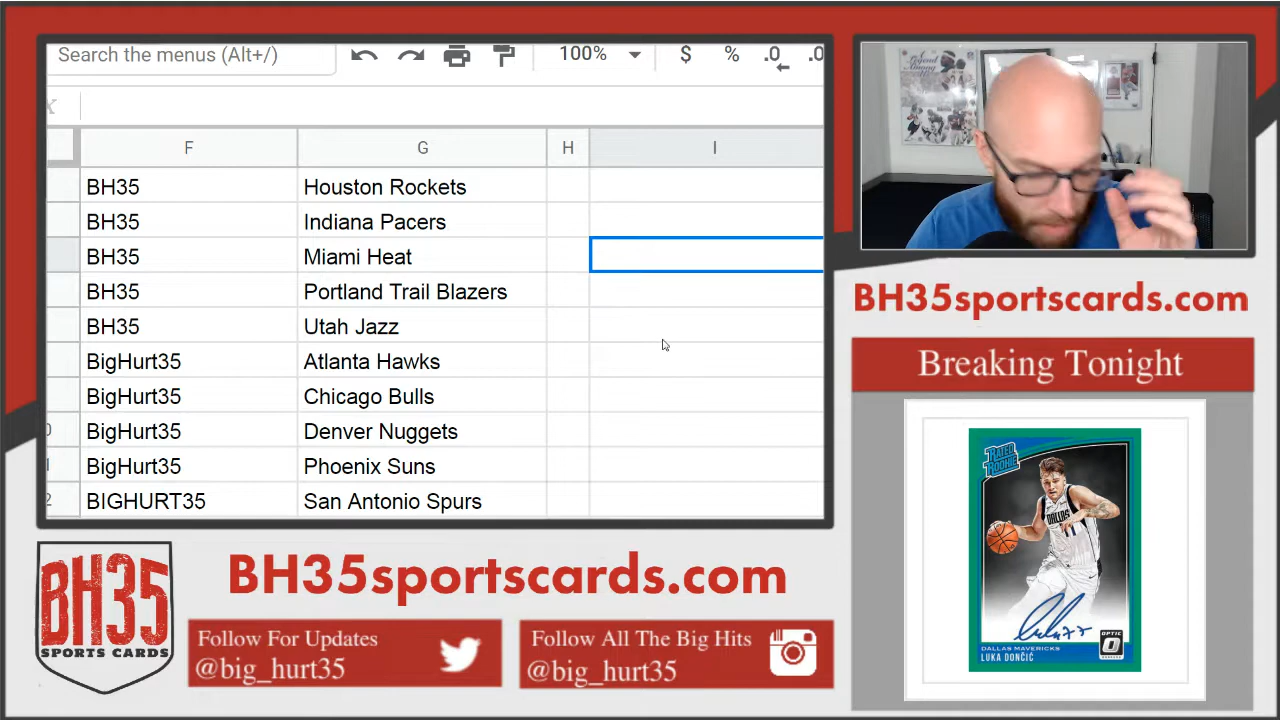 Search the menus (Alt+/)
100%
$ % .0 .0
F G H I
BH35 Houston Rockets
BH35 Indiana Pacers
BH35 Miami Heat
BH35 Portland Trail Blazers
BH35 Utah Jazz
BigHurt35 Atlanta Hawks
BigHurt35 Chicago Bulls
BigHurt35 Denver Nuggets
BigHurt35 Phoenix Suns
BIGHURT35 San Antonio Spurs
BH35sportscards.com
Breaking Tonight
RATED ROOKIE
DALLAS
OPTIC
DALLAS MAVERICKS
LUKA DONČIĆ
BH35
SPORTS CARDS
BH35sportscards.com
Follow For Updates
@big_hurt35
Follow All The Big Hits
@big_hurt35